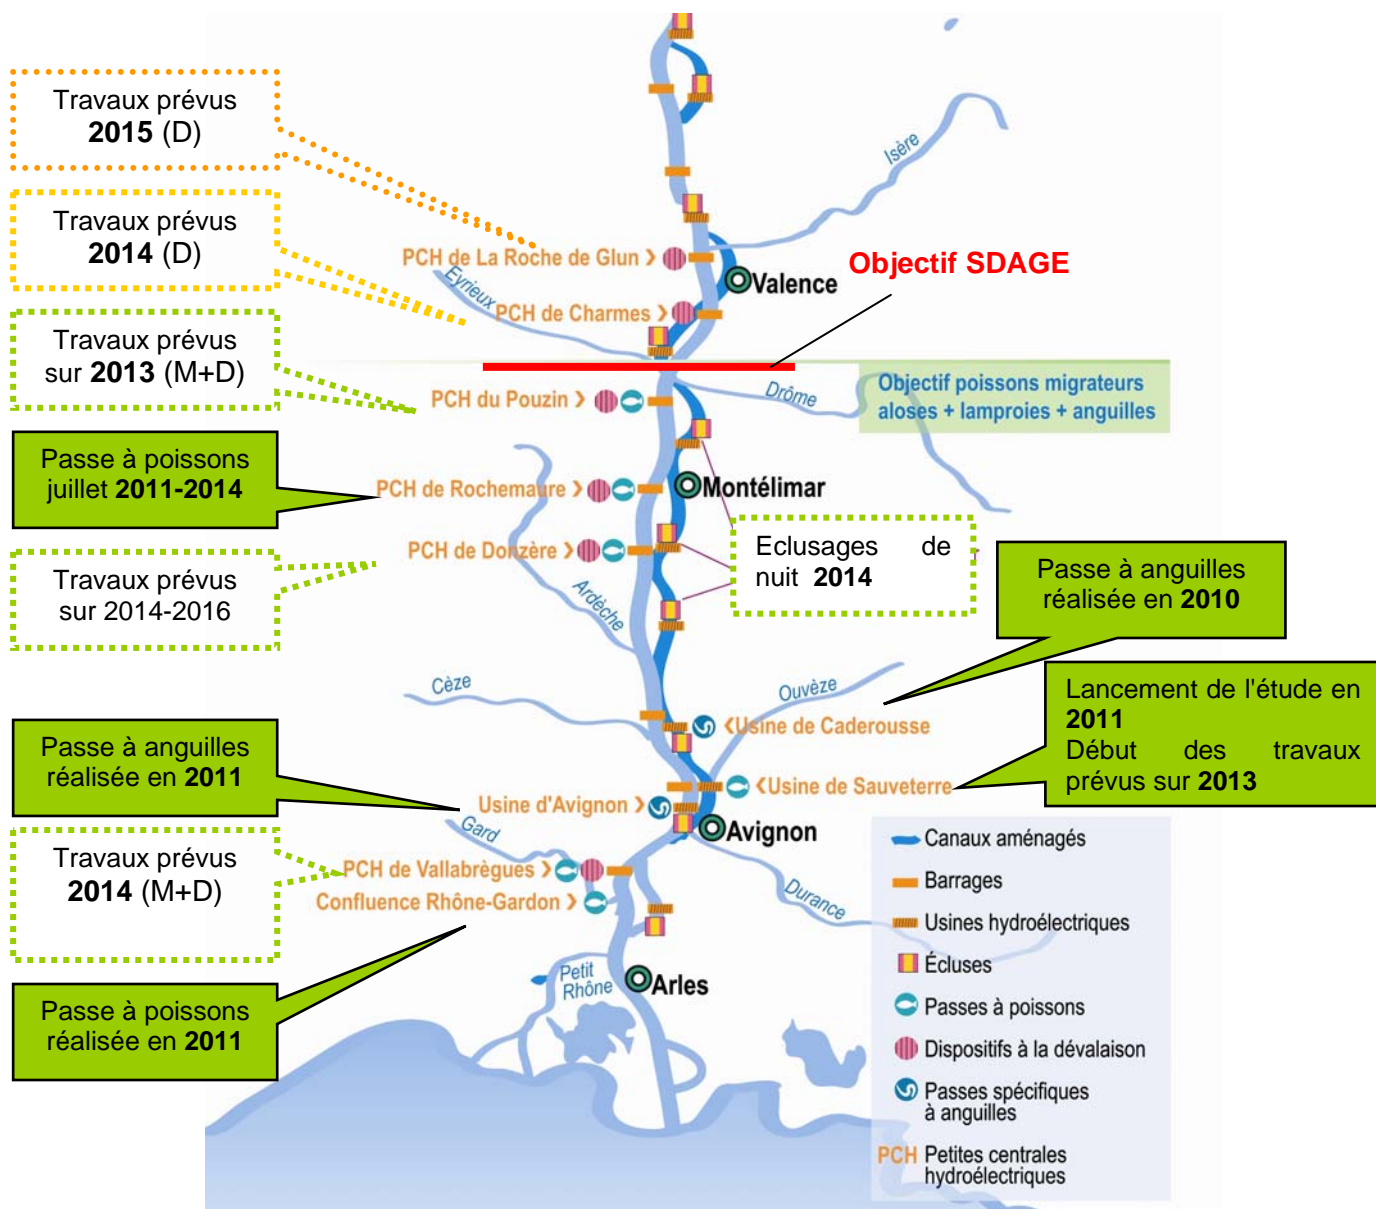 Travaux prévus
2015 (D)
Travaux prévus
2014 (D)
Travaux prévus
sur 2013 (M+D)
Passe à poissons
juillet 2011-2014
Travaux prévus
sur 2014-2016
Passe à anguilles
réalisée en 2011
Travaux prévus
2014 (M+D)
Passe à poissons
réalisée en 2011
Isère
PCH de La Roche de Glun >
Objectif SDAGE
Valence
Eyrieux
PCH de Charmes >
Drôme
Objectif poissons migrateurs
aloses + lamproies + anguilles
PCH du Pouzin >
PCH de Rochemaure >
Montélimar
PCH de Donzère >
Eclusages de
nuit 2014
Ardèche
Passe à anguilles
réalisée en 2010
Cèze
Ouvèze
<Usine de Caderousse
Lancement de l'étude en
2011
Début des travaux
prévus sur 2013
<Usine de Sauveterre
Usine d'Avignon >
Avignon
Gard
PCH de Vallabrègues >
Confluence Rhône-Gardon >
Durance
Petit
Rhône
Arles
Canaux aménagés
Barrages
Usines hydroélectriques
Écluses
Passes à poissons
Dispositifs à la dévalaison
Passes spécifiques
à anguilles
PCH Petites centrales
hydroélectriques